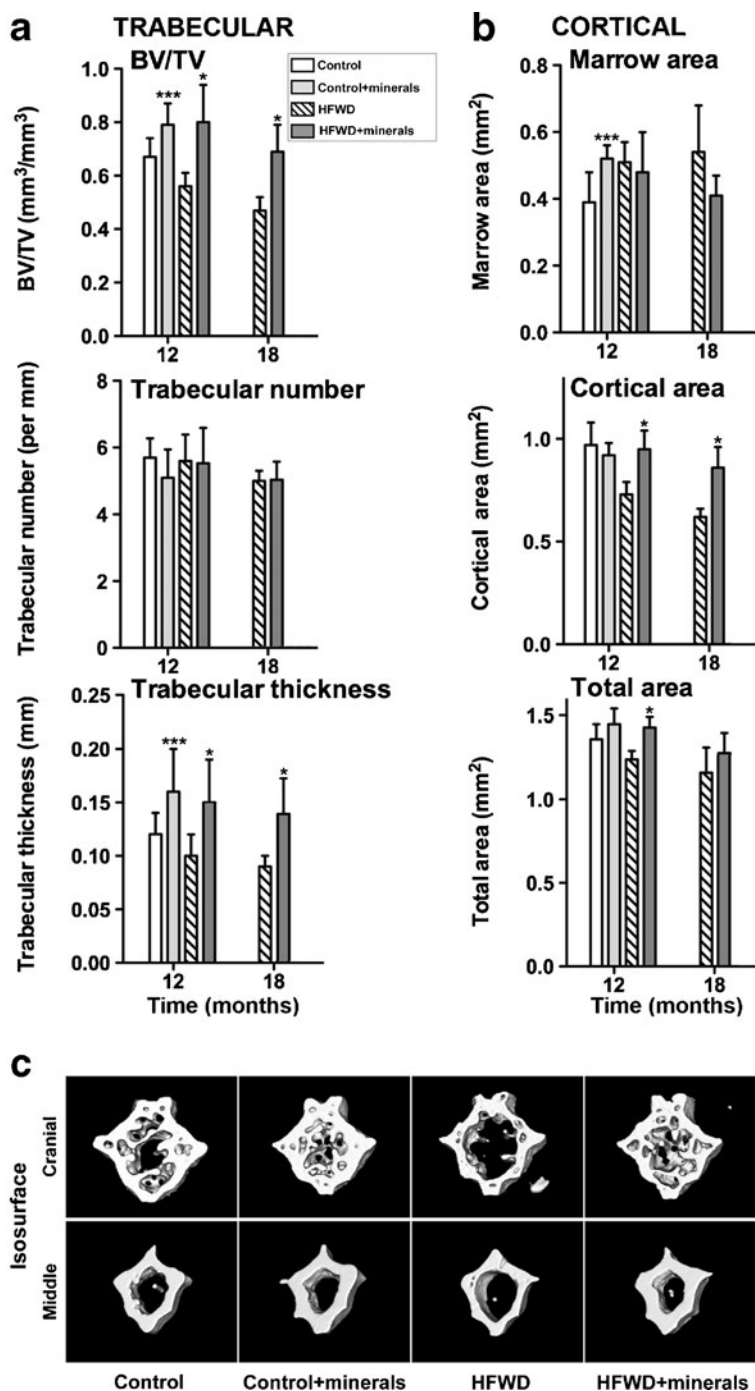 a TRABECULAR
BV/TV
Control
Control+minerals
HFWD
HFWD+minerals
BV/TV (mm³/mm³)
1.0
0.8
0.6
0.4
0.2
0.0
***
*
*
12 18
Trabecular number
Trabecular number (per mm)
8
6
4
2
0
12 18
Trabecular thickness
Trabecular thickness (mm)
0.25
0.20
0.15
0.10
0.05
0.00
***
*
*
12 18
Time (months)
b CORTICAL
Marrow area
Marrow area (mm²)
0.8
0.6
0.4
0.2
0.0
***
12 18
Cortical area
Cortical area (mm²)
1.0
0.5
0.0
*
*
12 18
Total area
Total area (mm²)
1.5
1.0
0.5
0.0
*
12 18
Time (months)
c
Isosurface
Cranial
Middle
Control Control+minerals HFWD HFWD+minerals